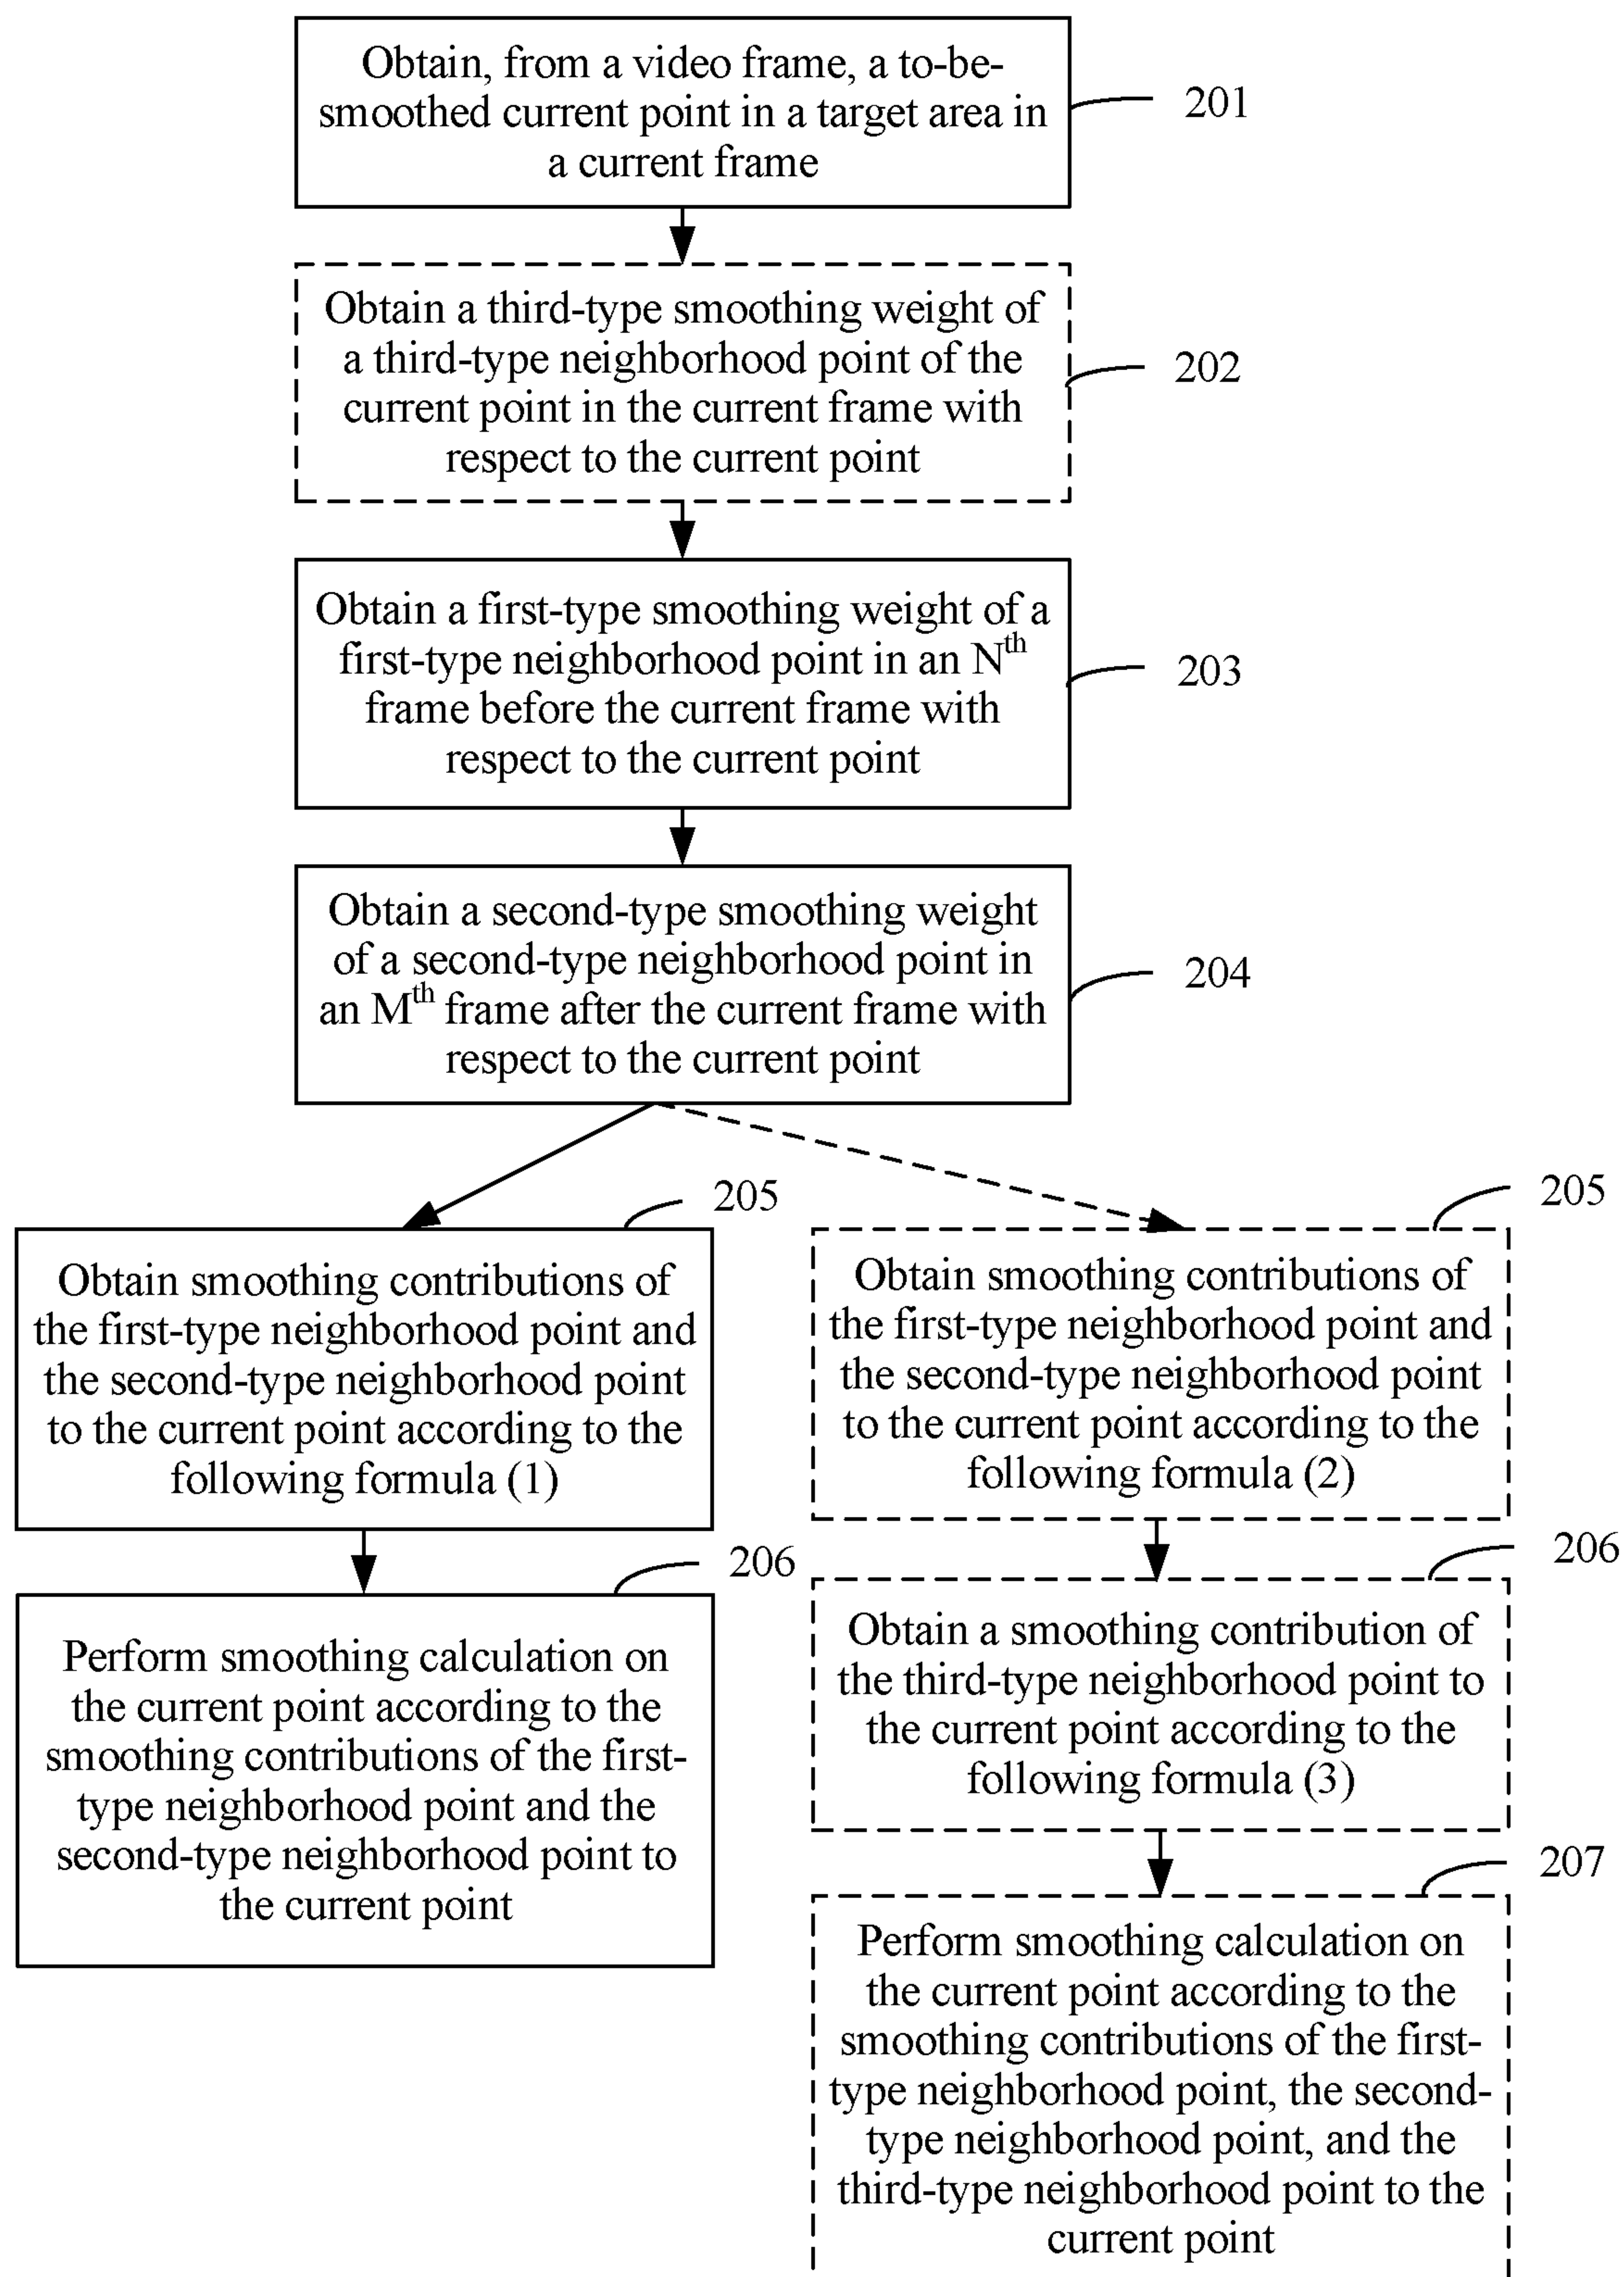 Obtain, from a video frame, a to-be-
smoothed current point in a target area in
a current frame
201
Obtain a third-type smoothing weight of
a third-type neighborhood point of the
current point in the current frame with
respect to the current point
202
Obtain a first-type smoothing weight of a
first-type neighborhood point in an Nth
frame before the current frame with
respect to the current point
203
Obtain a second-type smoothing weight
of a second-type neighborhood point in
an Mth frame after the current frame with
respect to the current point
204
205
Obtain smoothing contributions of
the first-type neighborhood point and
the second-type neighborhood point
to the current point according to the
following formula (1)
206
Perform smoothing calculation on
the current point according to the
smoothing contributions of the first-
type neighborhood point and the
second-type neighborhood point to
the current point
205
Obtain smoothing contributions of
the first-type neighborhood point and
the second-type neighborhood point
to the current point according to the
following formula (2)
206
Obtain a smoothing contribution of
the third-type neighborhood point to
the current point according to the
following formula (3)
207
Perform smoothing calculation on
the current point according to the
smoothing contributions of the first-
type neighborhood point, the second-
type neighborhood point, and the
third-type neighborhood point to the
current point